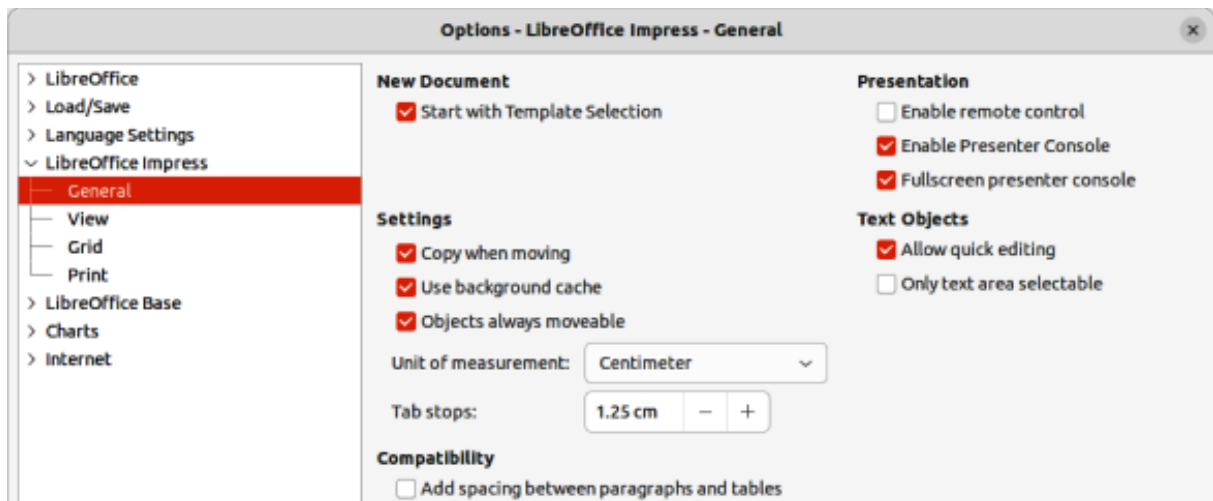 Options - LibreOffice Impress - General
LibreOffice
Load/Save
Language Settings
LibreOffice Impress
General
View
Grid
Print
LibreOffice Base
Charts
Internet
New Document
Start with Template Selection
Settings
Copy when moving
Use background cache
Objects always moveable
Unit of measurement: Centimeter
Tab stops: 1.25 cm
Compatibility
Add spacing between paragraphs and tables
Presentation
Enable remote control
Enable Presenter Console
Fullscreen presenter console
Text Objects
Allow quick editing
Only text area selectable